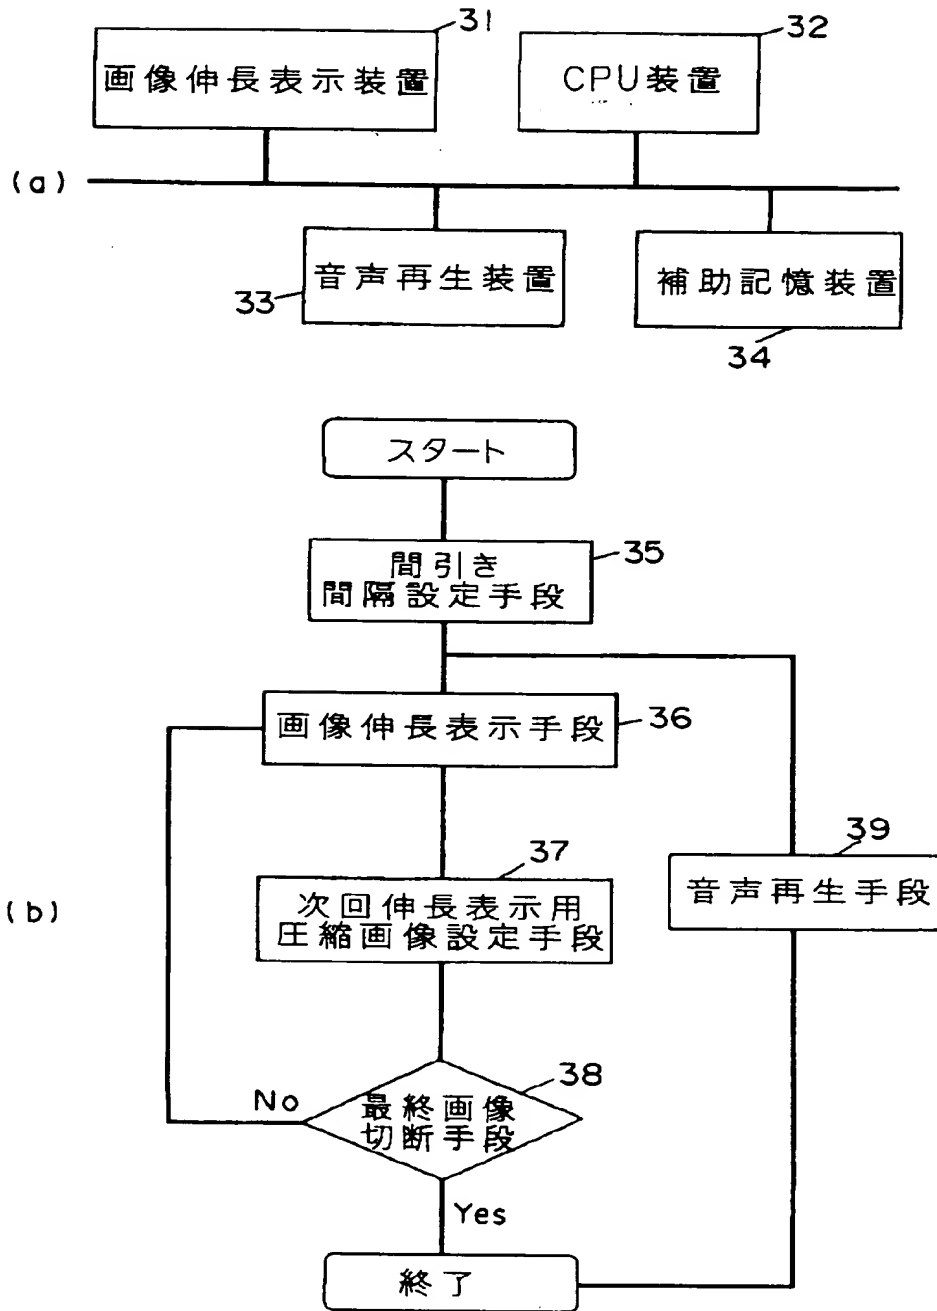 31
32
画像伸長表示装置
CPU装置
(a)
音声再生装置
補助記憶装置
33
34
スタート
35
間引き
間隔設定手段
画像伸長表示手段
36
39
音声再生手段
37
次回伸長表示用
圧縮画像設定手段
(b)
38
No
最終画像
切断手段
Yes
終了